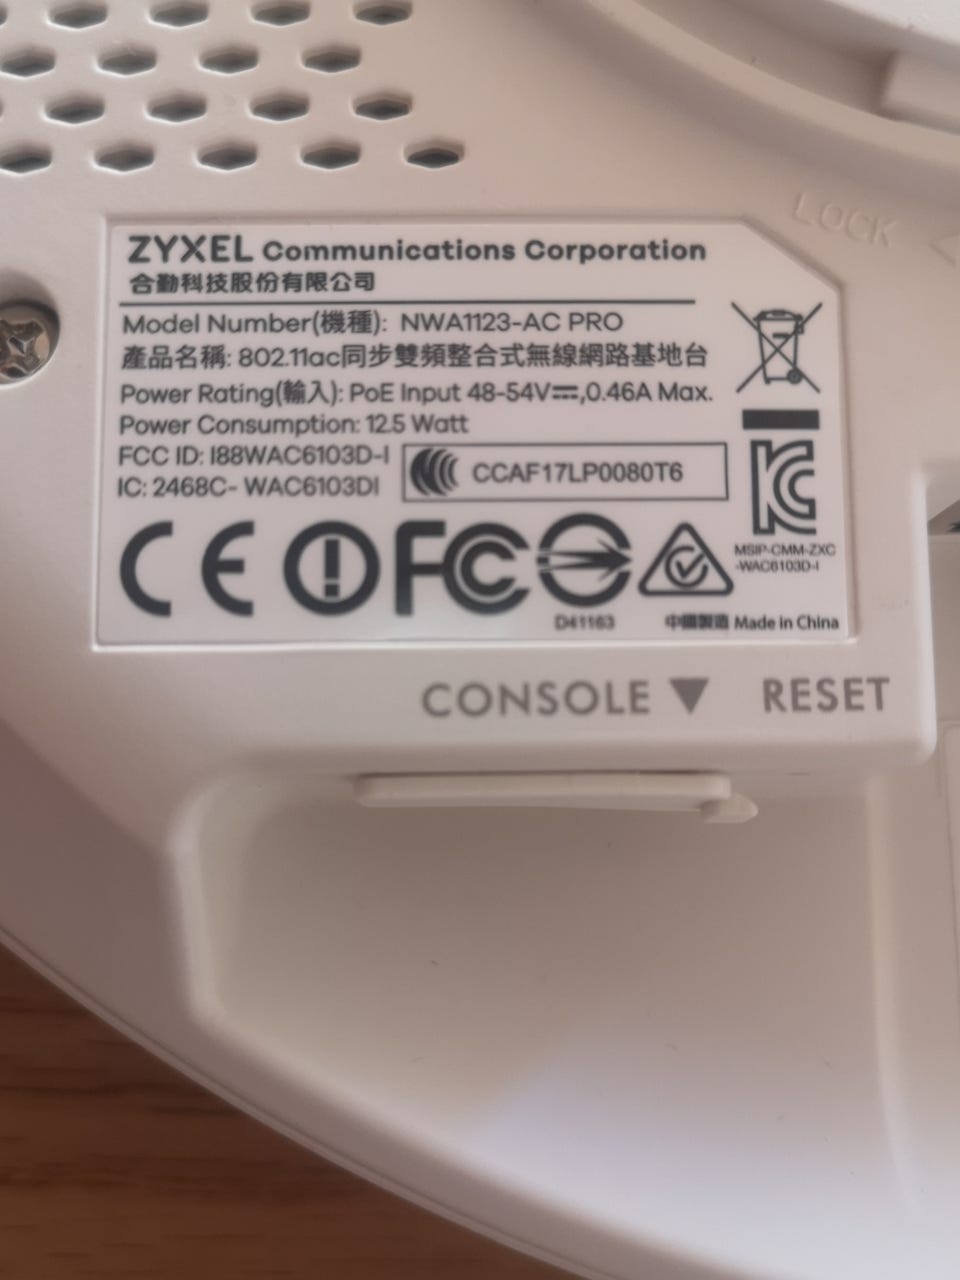 LOCK
ZYXEL Communications Corporation
合勤科技股份有限公司
Model Number(機種): NWA1123-AC PRO
產品名稱: 802.11ac同步雙頻整合式無線網路基地台
Power Rating(輸入): PoE Input 48-54V⎓,0.46A Max.
Power Consumption: 12.5 Watt
FCC ID: I88WAC6103D-I
IC: 2468C- WAC6103DI
CCAF17LP0080T6
MSIP-CMM-ZXC
-WAC6103D-I
CE FC
D41163
中國製造 Made in China
CONSOLE ▼ RESET